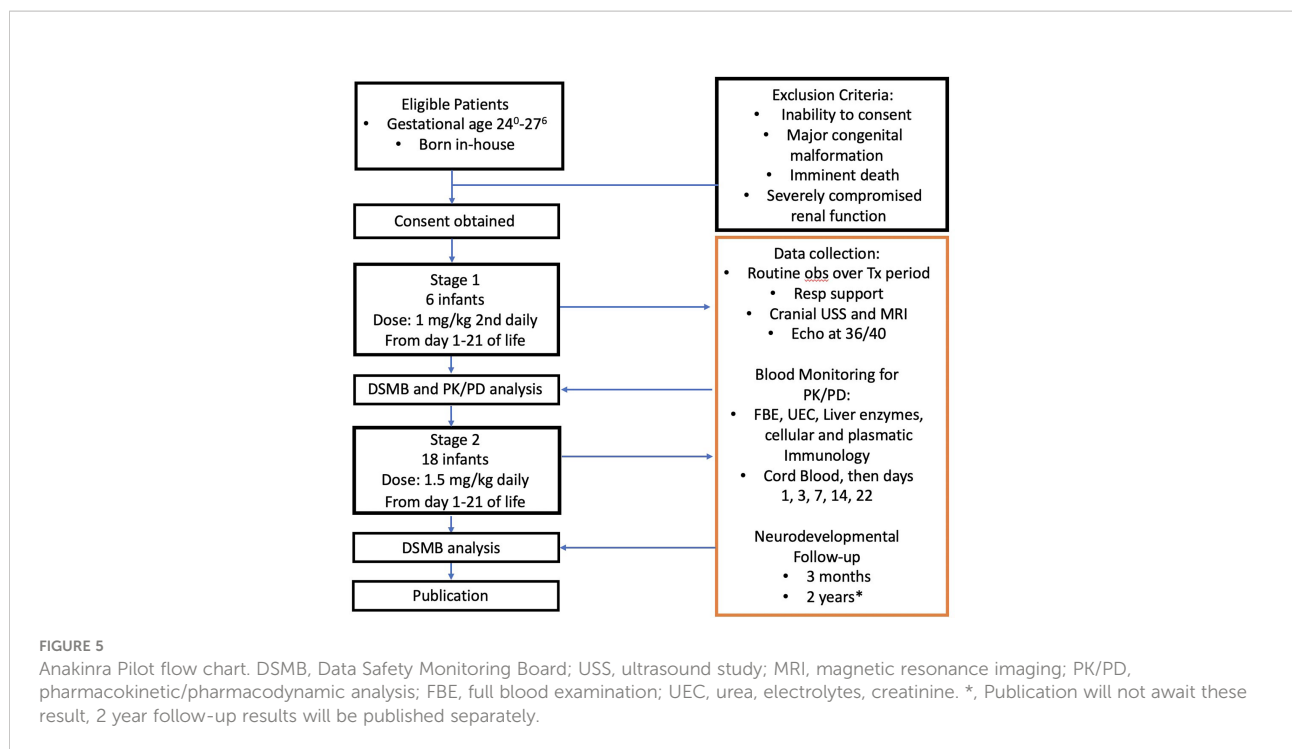 Eligible Patients
• Gestational age 24⁰-27⁶
• Born in-house
Exclusion Criteria:
• Inability to consent
• Major congenital
malformation
• Imminent death
• Severely compromised
renal function
Consent obtained
Stage 1
6 infants
Dose: 1 mg/kg 2nd daily
From day 1-21 of life
DSMB and PK/PD analysis
Stage 2
18 infants
Dose: 1.5 mg/kg daily
From day 1-21 of life
DSMB analysis
Publication
Data collection:
• Routine obs over Tx period
• Resp support
• Cranial USS and MRI
• Echo at 36/40
Blood Monitoring for
PK/PD:
• FBE, UEC, Liver enzymes,
cellular and plasmatic
Immunology
• Cord Blood, then days
1, 3, 7, 14, 22
Neurodevelopmental
Follow-up
• 3 months
• 2 years*
FIGURE 5
Anakinra Pilot flow chart. DSMB, Data Safety Monitoring Board; USS, ultrasound study; MRI, magnetic resonance imaging; PK/PD,
pharmacokinetic/pharmacodynamic analysis; FBE, full blood examination; UEC, urea, electrolytes, creatinine. *, Publication will not await these
result, 2 year follow-up results will be published separately.